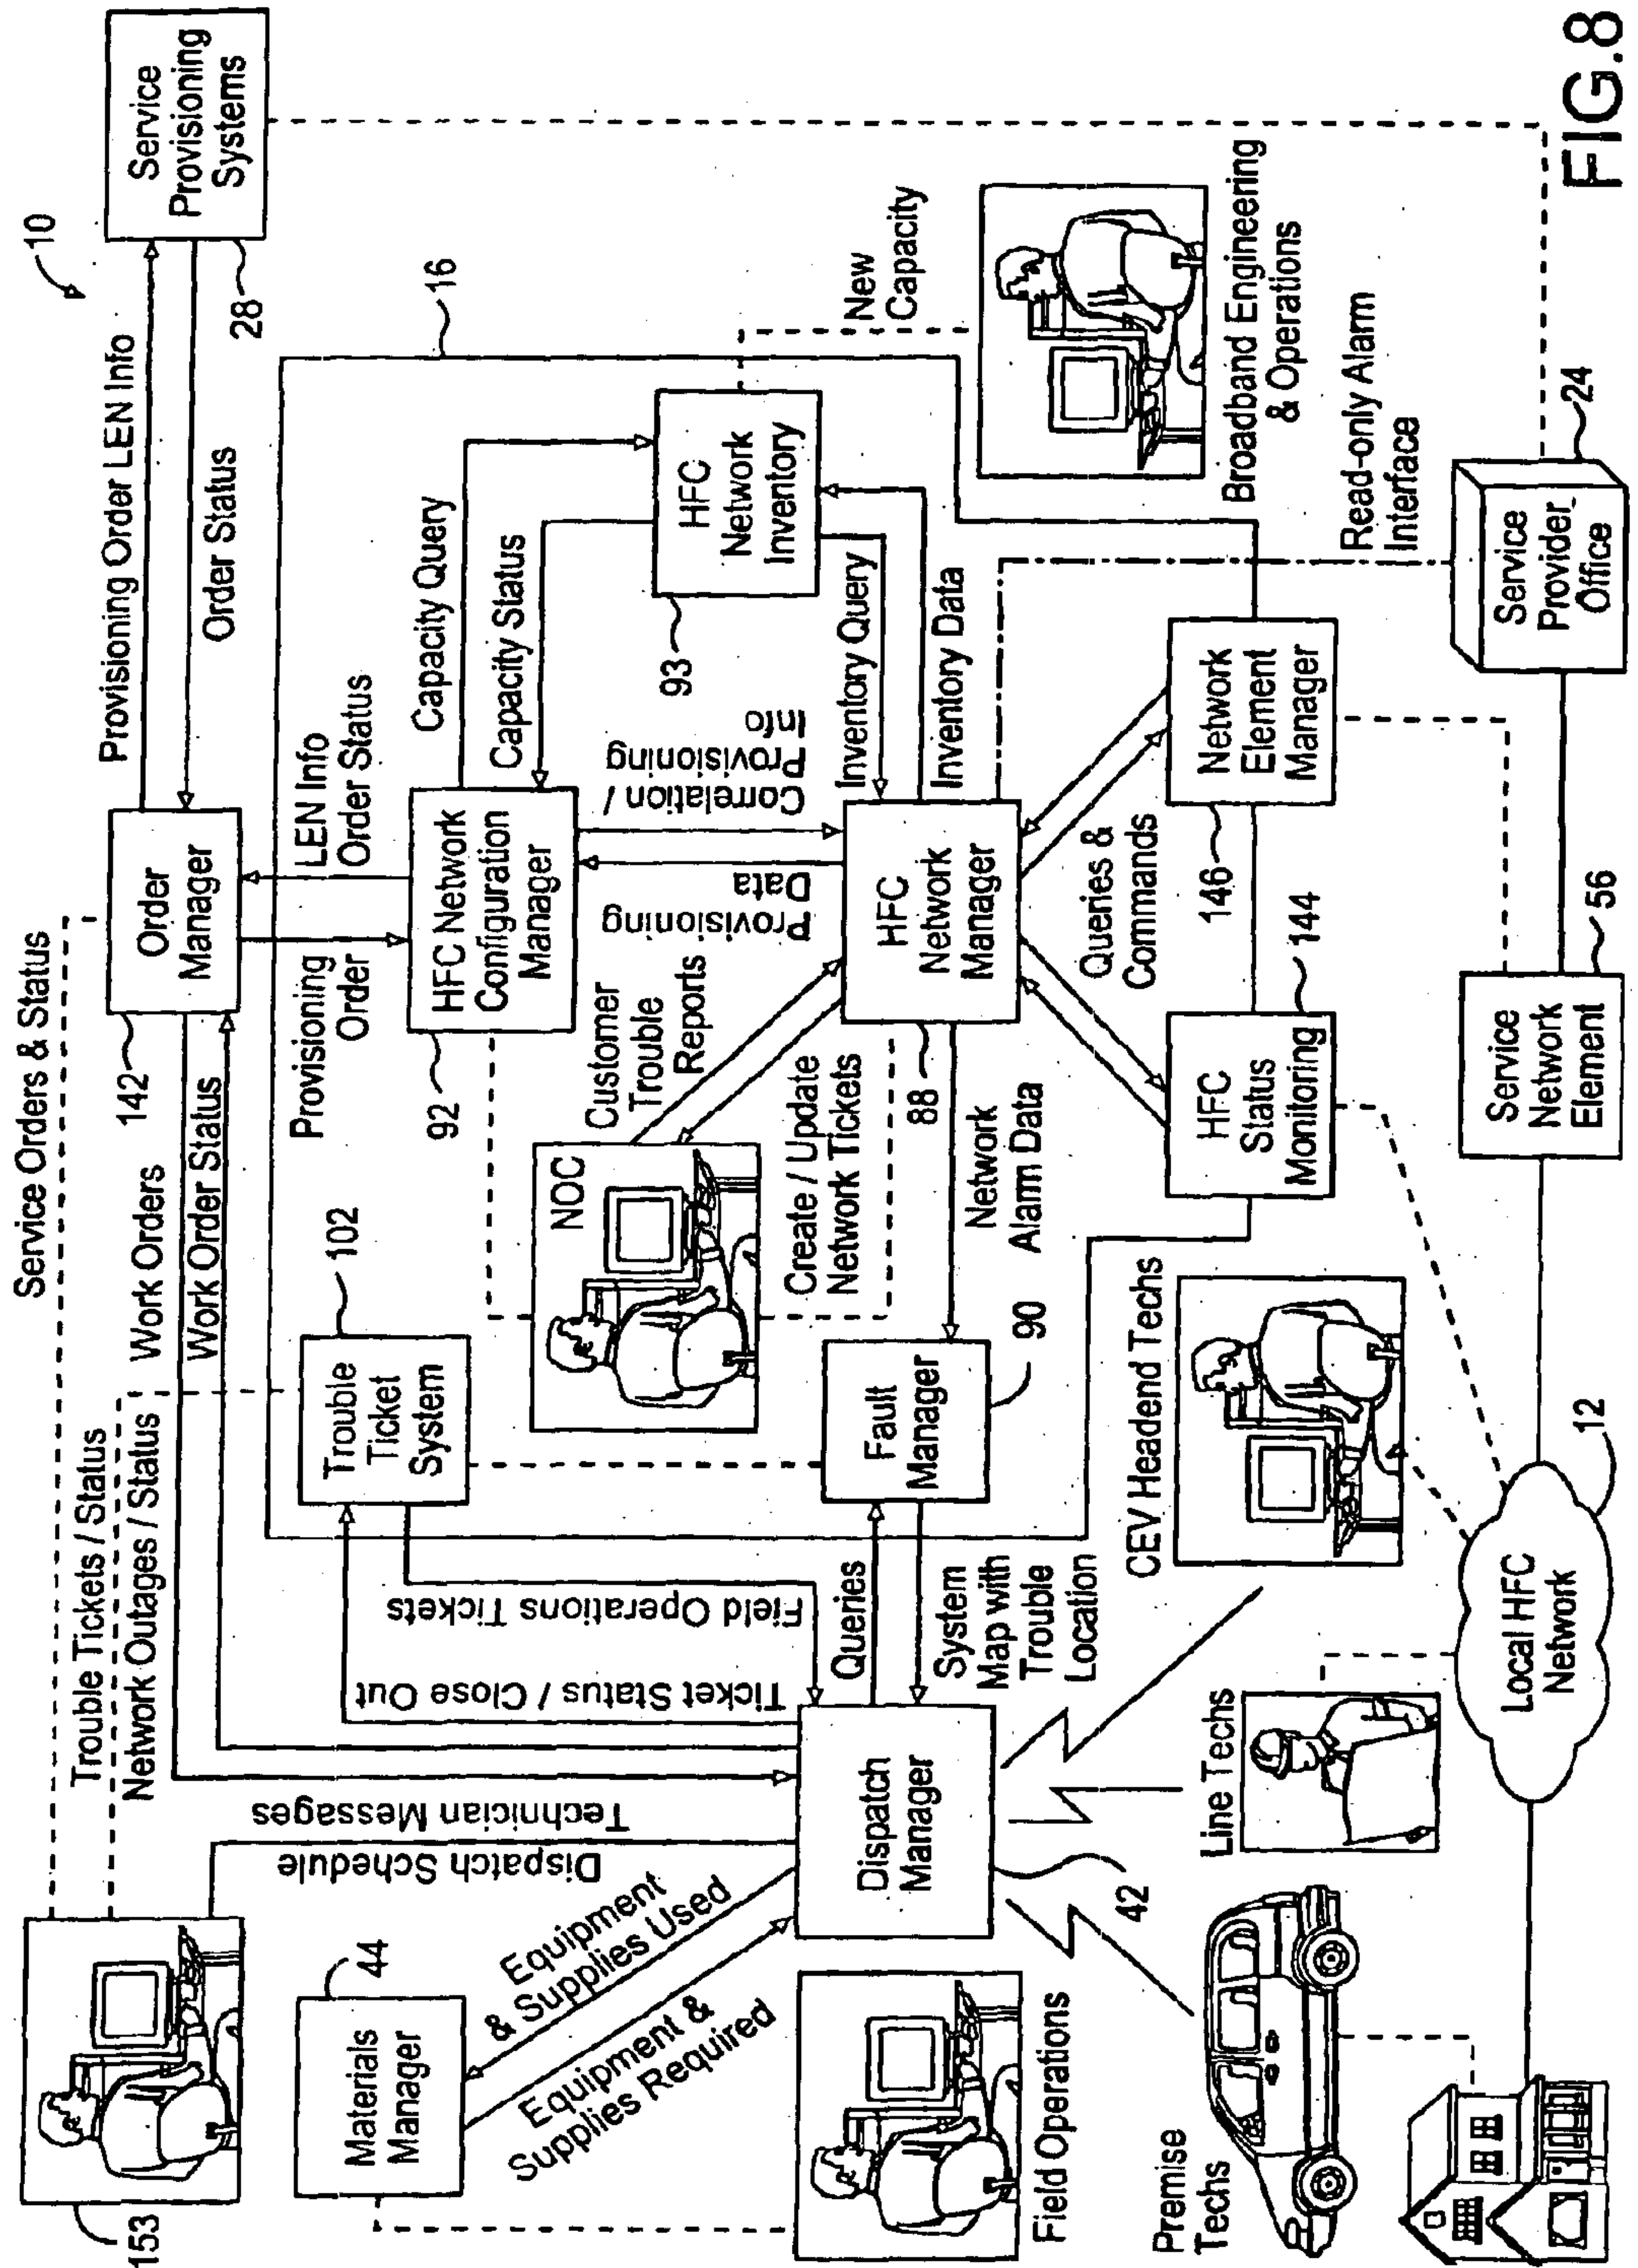 Service Orders & Status
Trouble Tickets / Status
Network Outages / Status
Work Orders
Work Order Status
Provisioning Order LEN Info
Order Status
10
153
142
Order
Manager
Service
Provisioning
Systems
28
44
Materials
Manager
Dispatch Schedule
Technician Messages
Ticket Status / Close Out
Field Operations Tickets
102
Trouble
Ticket
System
Provisioning
Order
LEN Info
Order Status
16
92
HFC Network
Configuration
Manager
Capacity Query
Capacity Status
93
HFC
Network
Inventory
New
Capacity
Equipment
& Supplies Used
Equipment &
Supplies Required
NOC
Customer
Trouble
Reports
Create / Update
Network Tickets
Provisioning
Data
Correlation /
Provisioning
Info
Inventory Query
Inventory Data
Field Operations
Dispatch
Manager
42
Queries
System
Map with
Trouble
Location
Fault
Manager
90
Network
Alarm Data
88
HFC
Network
Manager
Queries &
Commands
Broadband Engineering
& Operations
Read-only Alarm
Interface
Premise
Techs
Line Techs
CEV Headend Techs
HFC
Status
Monitoring
144
146
Network
Element
Manager
Local HFC
Network
12
Service
Network
Element
56
Service
Provider
Office
24
FIG.8